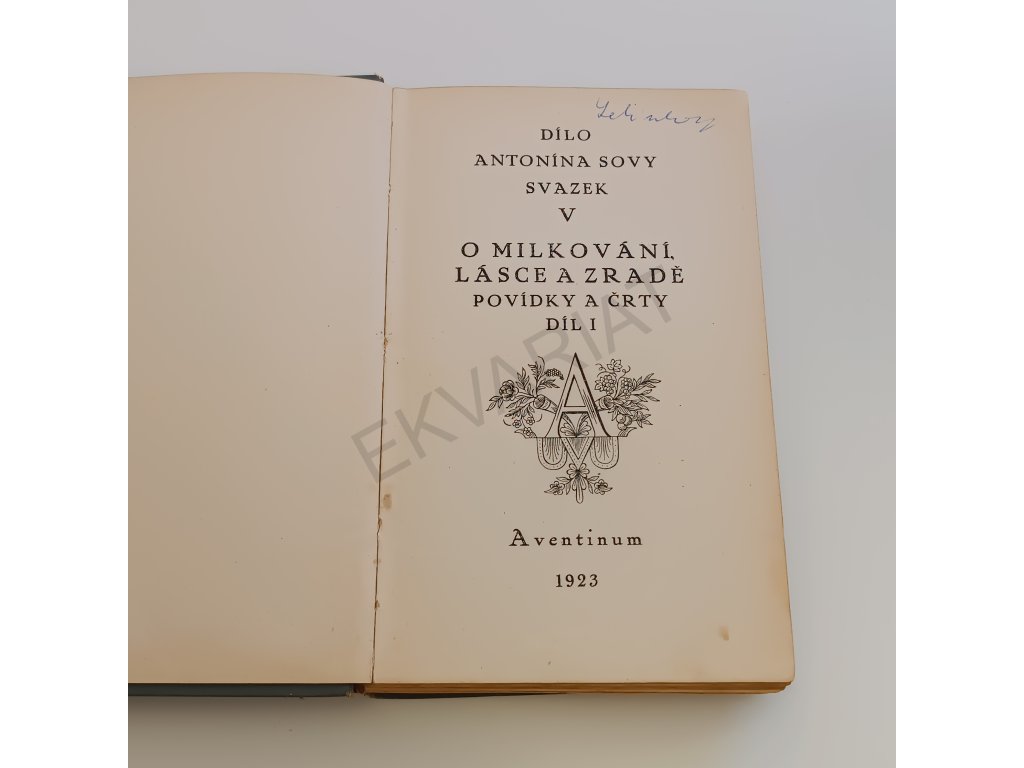 DÍLO
ANTONÍNA SOVY
SVAZEK
V
O MILKOVÁNÍ,
LÁSCE A ZRADĚ
POVÍDKY A ČRTY
DÍL I
A
EKVARIAT
Aventinum
1923